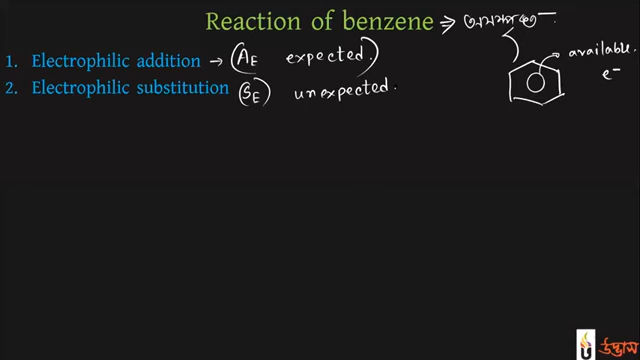 Reaction of benzene ⇒
1. Electrophilic addition → (AE expected.)
2. Electrophilic substitution (SE) unexpected.
available.
e⁻
উদ্ভাস